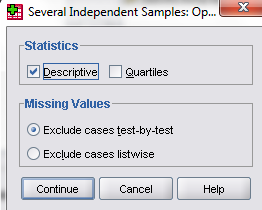 Several Independent Samples: Op...
Statistics
Descriptive Quartiles
Missing Values
Exclude cases test-by-test
Exclude cases listwise
Continue Cancel Help